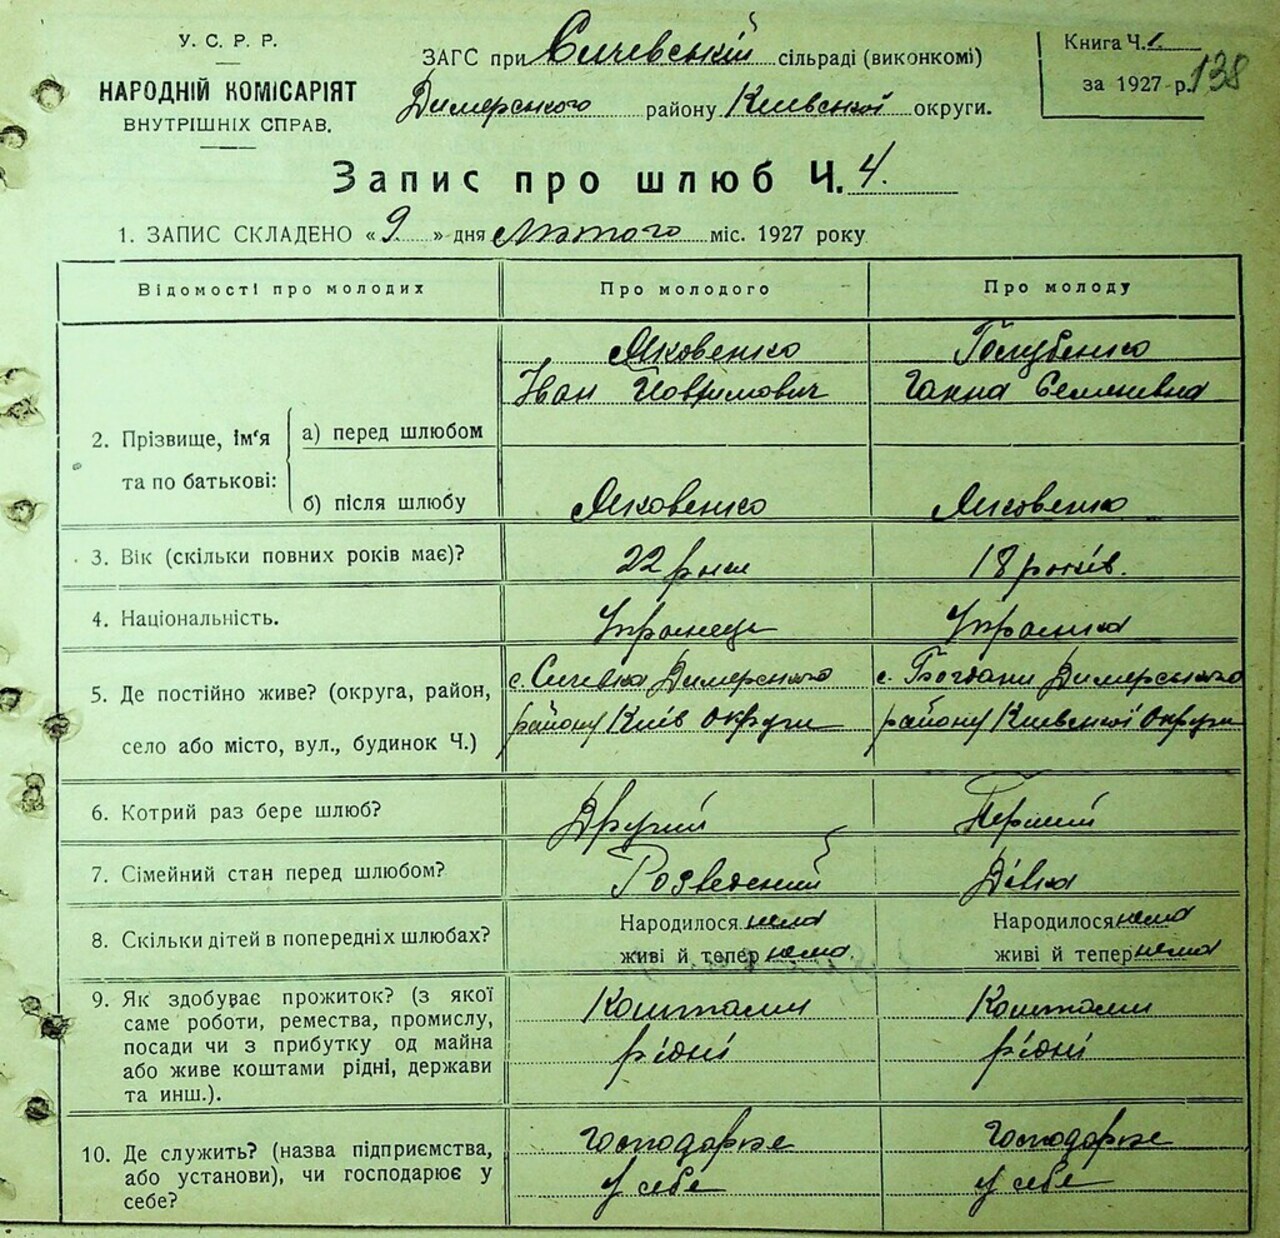 У. С. Р. Р.
НАРОДНІЙ КОМІСАРІЯТ
ВНУТРІШНІХ СПРАВ.
ЗАГС при Сичевській сільраді (виконкомі)
Димерського району Київської округи.
Книга Ч. 1.
за 1927 р. 138
Запис про шлюб Ч. 4.
1. ЗАПИС СКЛАДЕНО « 9 » дня Лютого міс. 1927 року
Відомості про молодих Про молодого Про молоду
2. Прізвище, ім'я та по батькові:
а) перед шлюбом
Яковенко
Іван
Голубенко
Ганна Семенівна
б) після шлюбу Яковенко Яковенко
3. Вік (скільки повних років має)? 22 роки 18 років.
4. Національність. Українець Українка
5. Де постійно живе? (округа, район,
село або місто, вул., будинок Ч.)
с. Сичевка Димерського
району Київ округи
с. Богдани Димерського
району Київської округи
6. Котрий раз бере шлюб? Другий Перший
7. Сімейний стан перед шлюбом? Розведений Дівка
8. Скільки дітей в попередніх шлюбах?
Народилося нема
живі й тепер нема
Народилося нема
живі й тепер нема
9. Як здобуває прожиток? (з якої
саме роботи, ремества, промислу,
посади чи з прибутку од майна
або живе коштами рідні, держави
та инш.).
Коштами
рідні
Коштами
рідні
10. Де служить? (назва підприємства,
або установи), чи господарює у
себе?
Господарює
у себе
Господарює
у себе